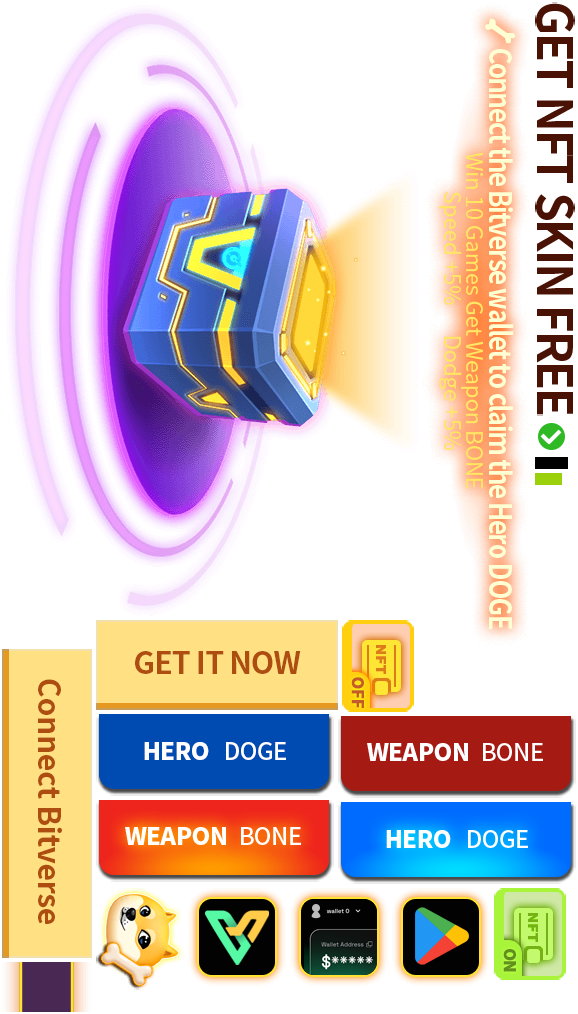 GET NFT SKIN FREE
Connect the Bitverse wallet to claim the Hero DOGE
Win 10 Games Get Weapon BONE
Speed +5% Dodge +5%
GET IT NOW
NFT
OFF
Connect Bitverse
HERO DOGE
WEAPON BONE
WEAPON BONE
HERO DOGE
wallet 0
Wallet Address
$*****
NFT
ON